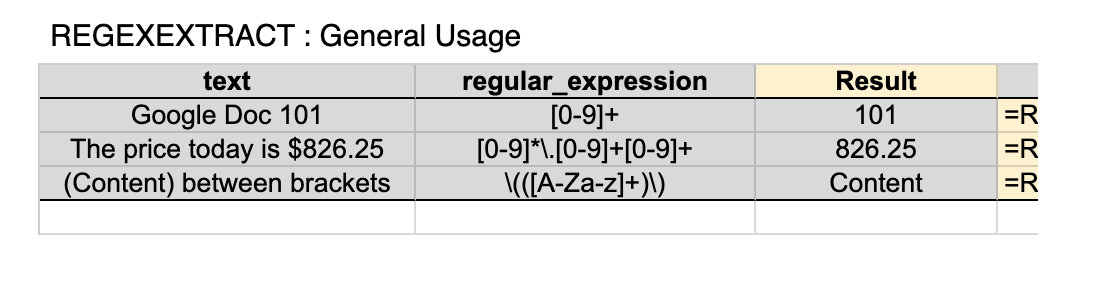 REGEXEXTRACT : General Usage
text regular_expression Result
Google Doc 101 [0-9]+ 101 =R
The price today is $826.25 [0-9]*\.[0-9]+[0-9]+ 826.25 =R
(Content) between brackets \(([A-Za-z]+)\) Content =R